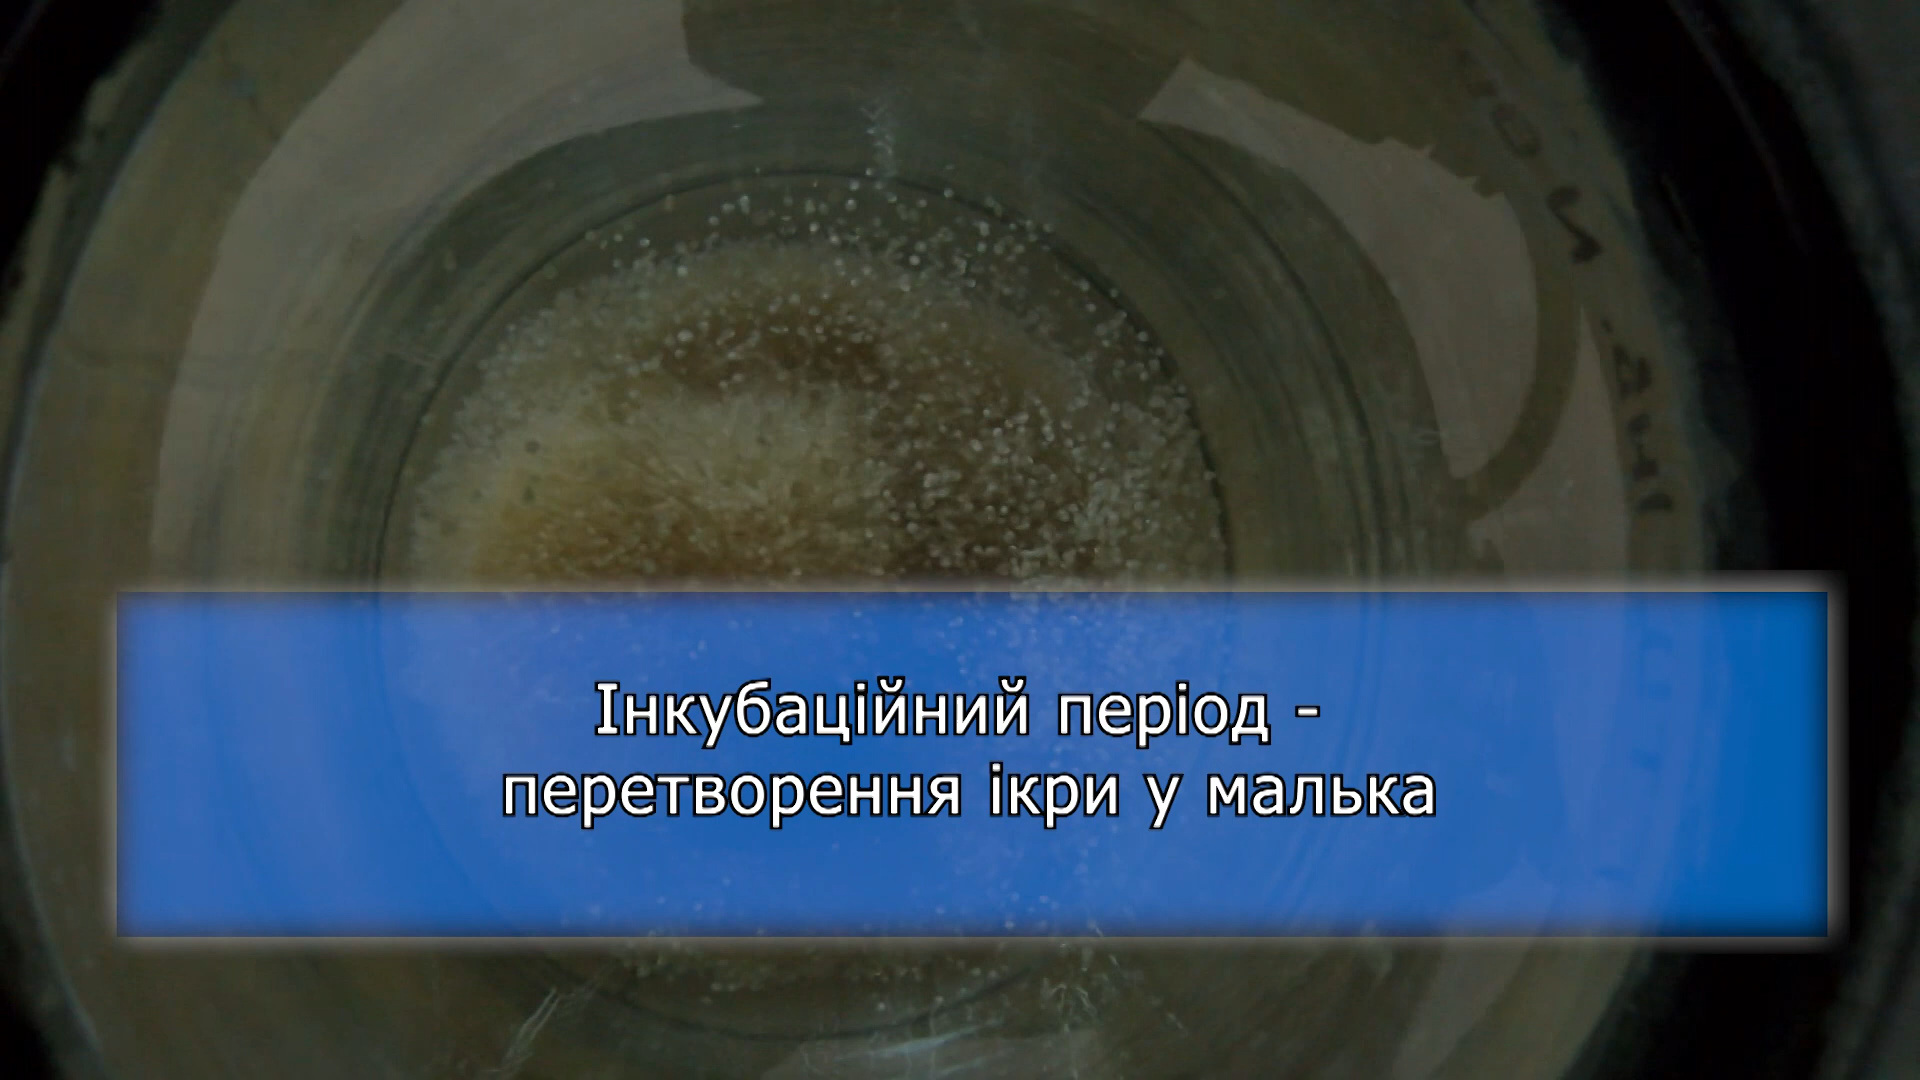 Інкубаційний період -
перетворення ікри у малька